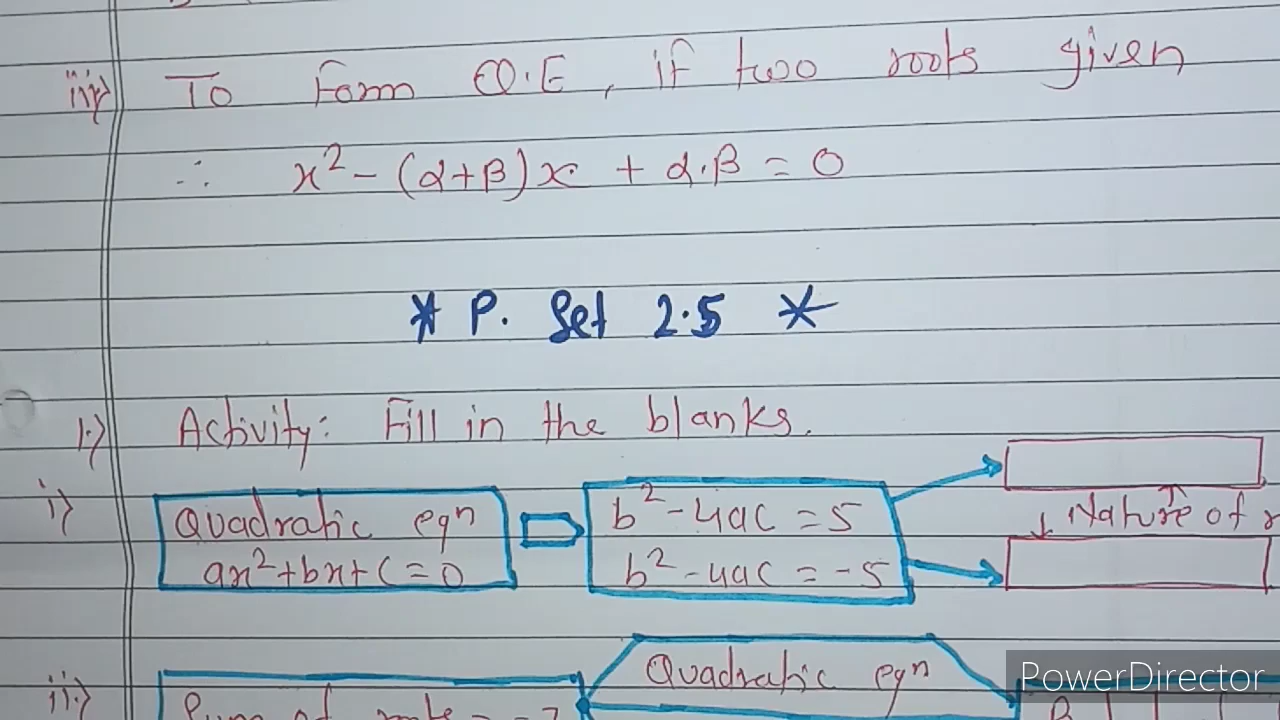 iii) To Form Q.E, if two roots given
∴ x² - (α+β)x + α.β = 0
* P. Set 2.5 *
1.) Activity: Fill in the blanks.
i) Quadratic eqn
ax²+bx+c=0
b²-4ac = 5
b²-4ac = -5
Nature of
ii.)
Quadratic eqn
PowerDirector